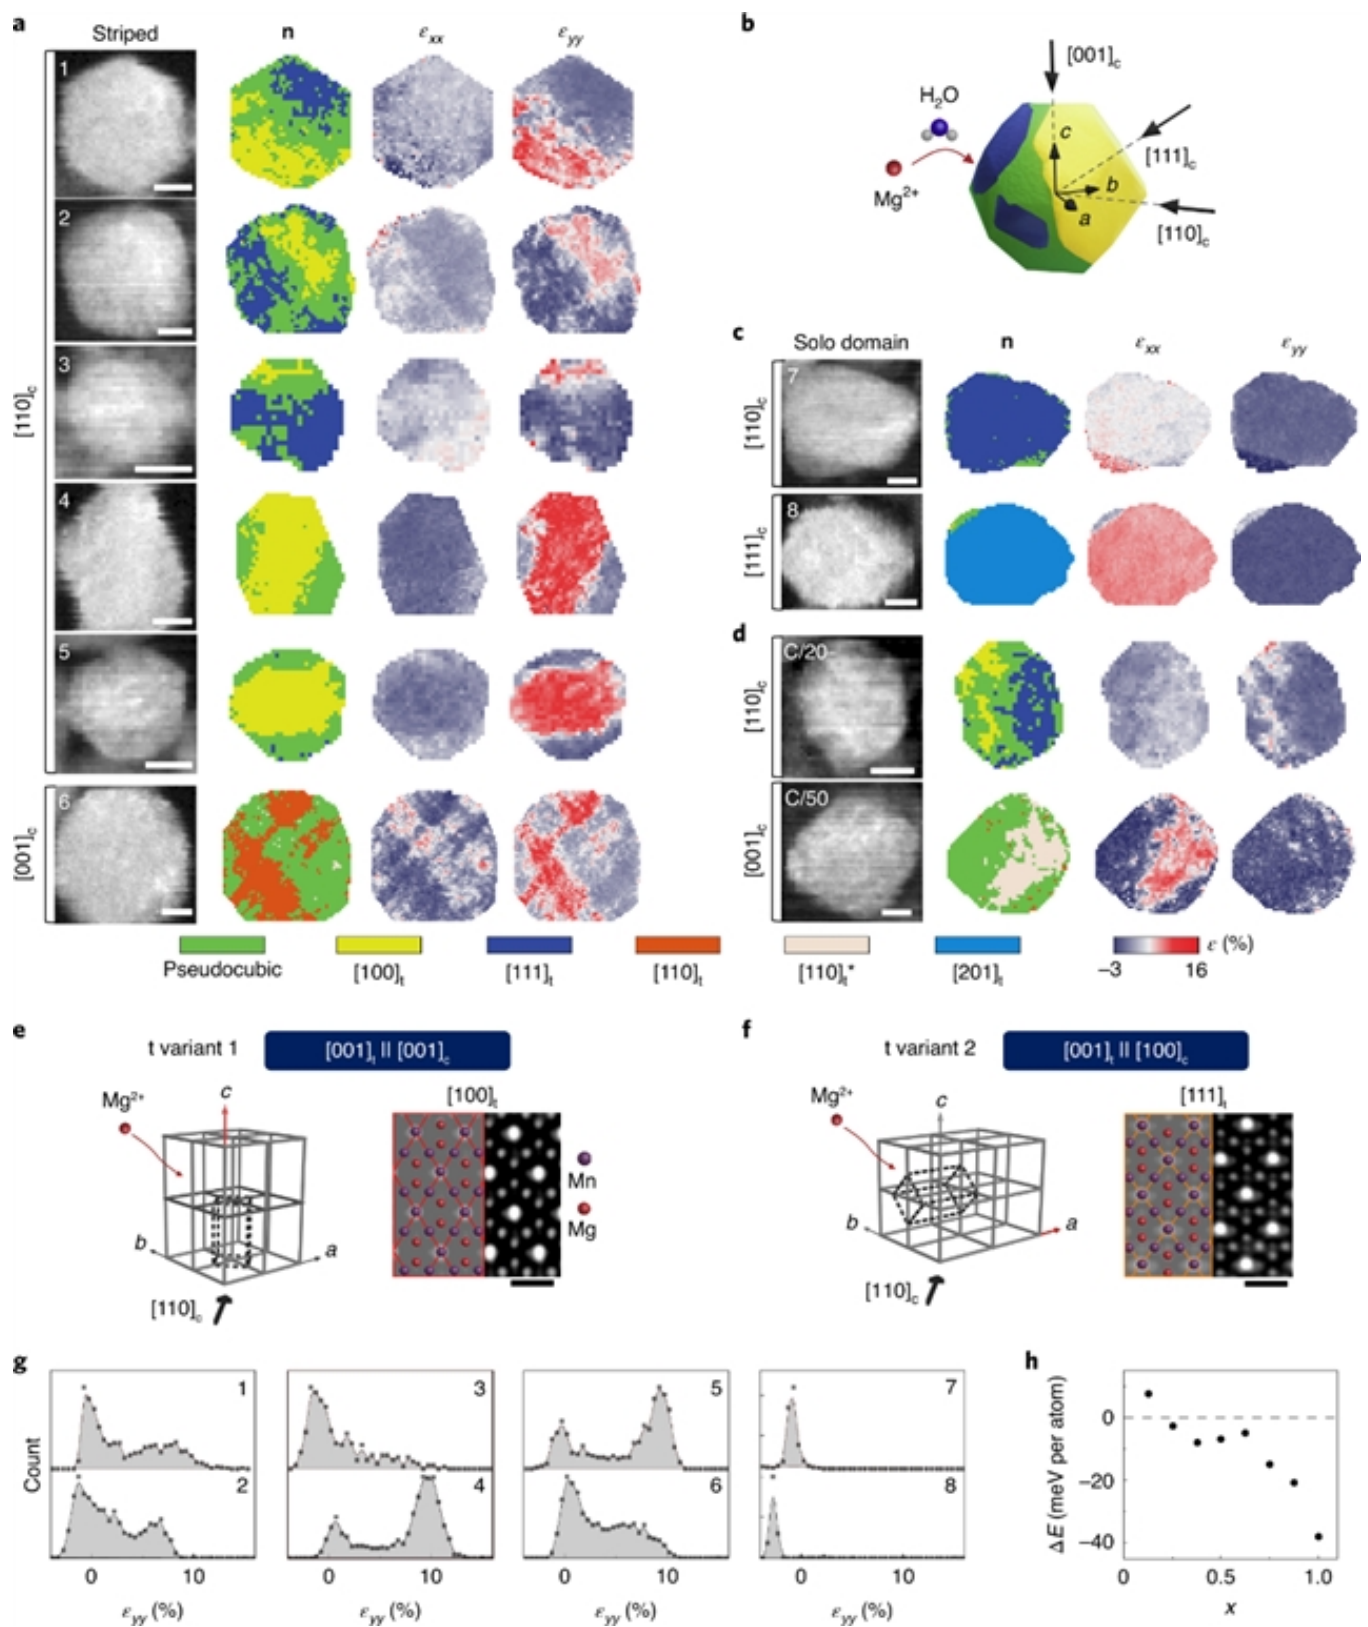 a
Striped
n
εxx
εyy
1
2
3
4
5
6
[110]c
[001]c
b
[001]c
H2O
Mg2+
c
b
a
[111]c
[110]c
c
Solo domain
n
εxx
εyy
7
8
[110]c
[111]c
d
C/20
C/50
[110]c
[001]c
Pseudocubic
[100]t
[111]t
[110]t
[110]t*
[201]t
ε (%)
–3
16
e
t variant 1
[001]t II [001]c
Mg2+
c
b
a
[110]c
[100]t
Mn
Mg
f
t variant 2
[001]t II [100]c
Mg2+
c
b
a
[110]c
[111]t
g
Count
1
3
5
7
2
4
6
8
0 10
0 10
0 10
0 10
εyy (%)
εyy (%)
εyy (%)
εyy (%)
h
ΔE (meV per atom)
0
–20
–40
0 0.5 1.0
x